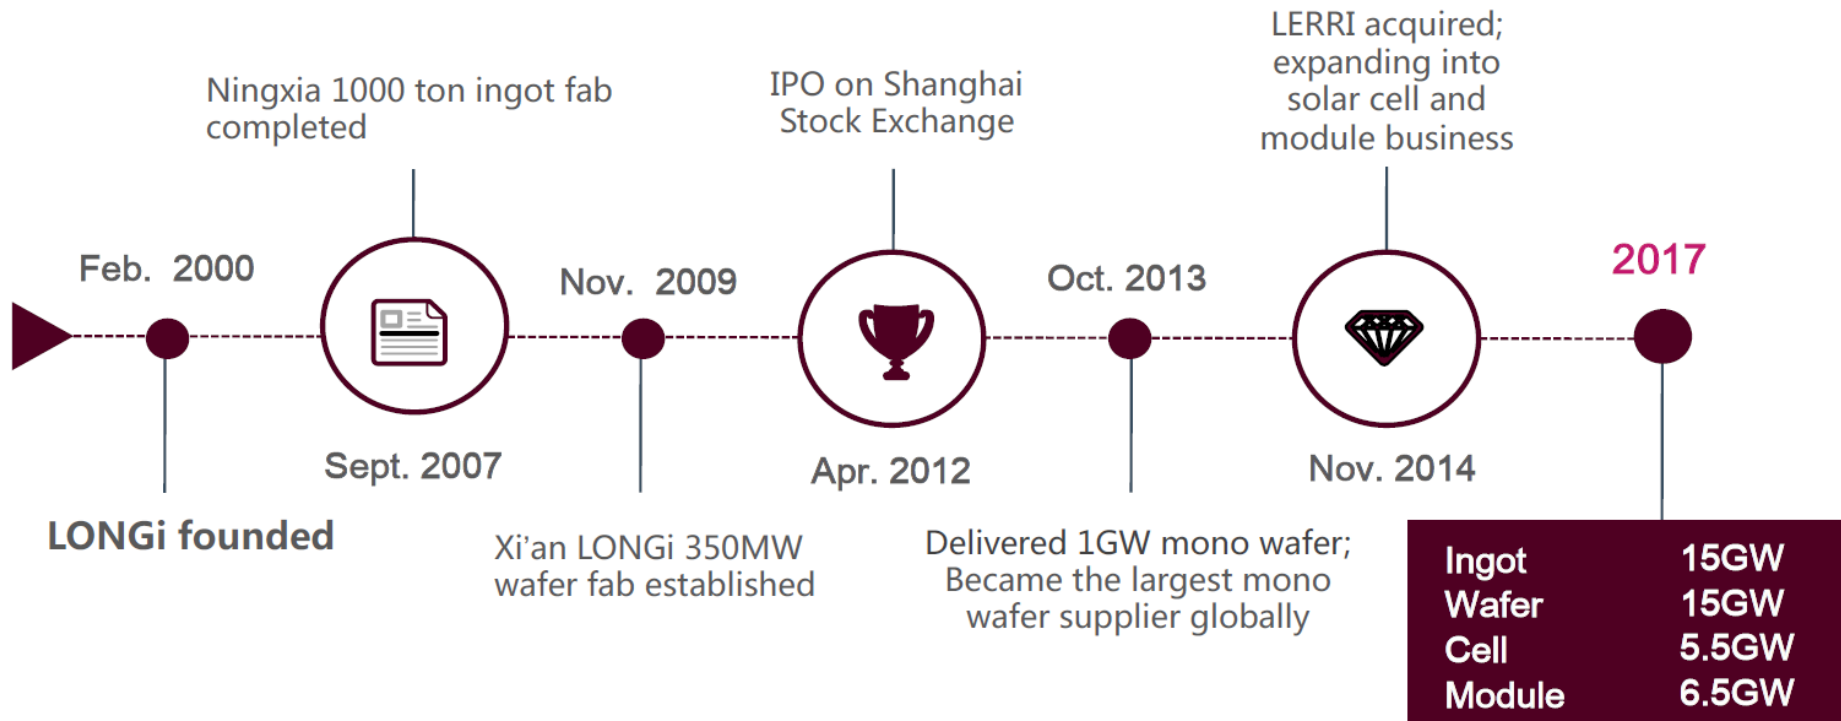 Feb. 2000
LONGi founded
Ningxia 1000 ton ingot fab
completed
Sept. 2007
Nov. 2009
Xi'an LONGi 350MW
wafer fab established
IPO on Shanghai
Stock Exchange
Apr. 2012
Oct. 2013
Delivered 1GW mono wafer;
Became the largest mono
wafer supplier globally
LERRI acquired;
expanding into
solar cell and
module business
Nov. 2014
2017
Ingot 15GW
Wafer 15GW
Cell 5.5GW
Module 6.5GW